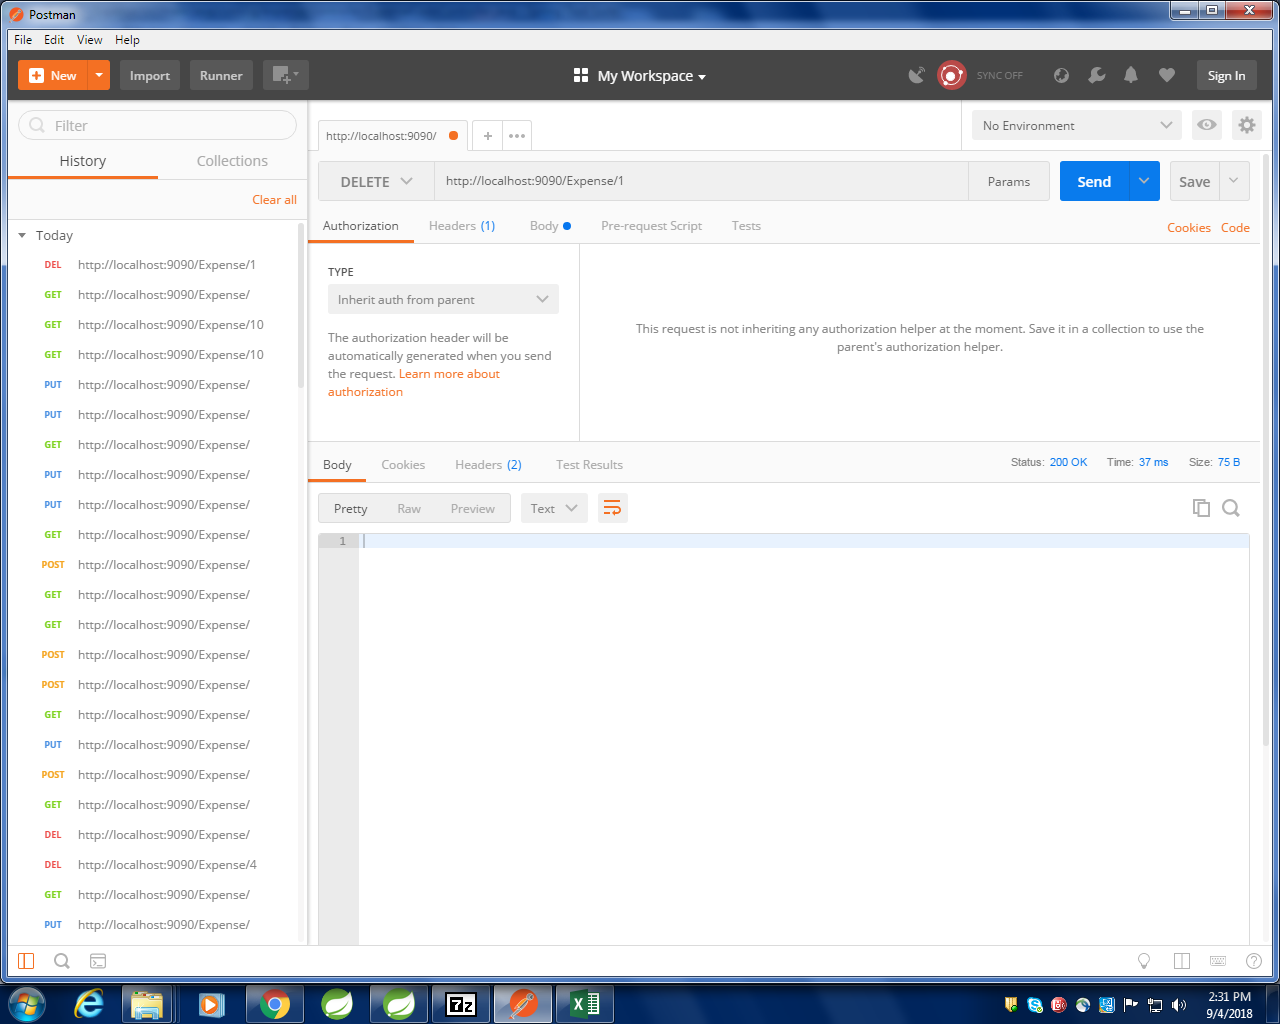 Postman
File Edit View Help
New Import Runner My Workspace SYNC OFF Sign In
Filter
History Collections
Clear all
Today
DEL http://localhost:9090/Expense/1
GET http://localhost:9090/Expense/
GET http://localhost:9090/Expense/10
GET http://localhost:9090/Expense/10
PUT http://localhost:9090/Expense/
PUT http://localhost:9090/Expense/
GET http://localhost:9090/Expense/
PUT http://localhost:9090/Expense/
PUT http://localhost:9090/Expense/
GET http://localhost:9090/Expense/
POST http://localhost:9090/Expense/
GET http://localhost:9090/Expense/
GET http://localhost:9090/Expense/
POST http://localhost:9090/Expense/
POST http://localhost:9090/Expense/
GET http://localhost:9090/Expense/
PUT http://localhost:9090/Expense/
POST http://localhost:9090/Expense/
GET http://localhost:9090/Expense/
DEL http://localhost:9090/Expense/
DEL http://localhost:9090/Expense/4
GET http://localhost:9090/Expense/
PUT http://localhost:9090/Expense/
http://localhost:9090/ + ••• No Environment
DELETE http://localhost:9090/Expense/1 Params Send Save
Authorization Headers (1) Body Pre-request Script Tests Cookies Code
TYPE
Inherit auth from parent
The authorization header will be
automatically generated when you send
the request. Learn more about
authorization
This request is not inheriting any authorization helper at the moment. Save it in a collection to use the
parent's authorization helper.
Body Cookies Headers (2) Test Results Status: 200 OK Time: 37 ms Size: 75 B
Pretty Raw Preview Text
1
7z
2:31 PM
9/4/2018